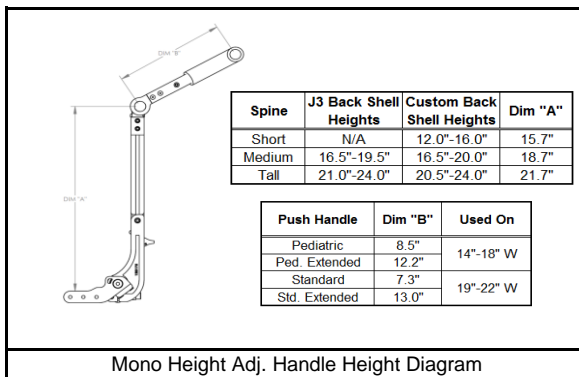 DIM "B"
DIM "A"
Spine J3 Back Shell Heights Custom Back Shell Heights Dim "A"
Short N/A 12.0"-16.0" 15.7"
Medium 16.5"-19.5" 16.5"-20.0" 18.7"
Tall 21.0"-24.0" 20.5"-24.0" 21.7"
Push Handle Dim "B" Used On
Pediatric 8.5" 14"-18" W
Ped. Extended 12.2"
Standard 7.3" 19"-22" W
Std. Extended 13.0"
Mono Height Adj. Handle Height Diagram